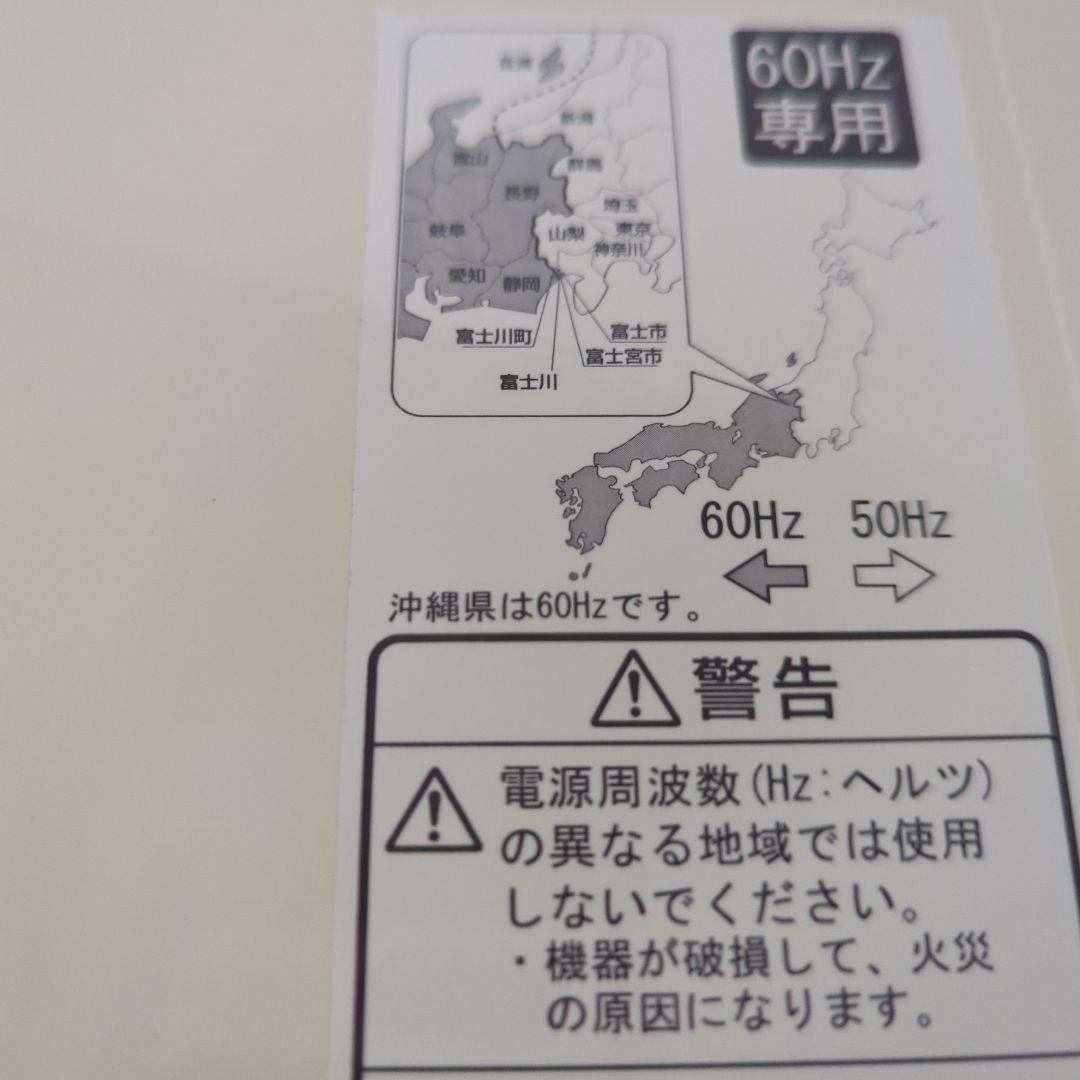 60Hz
専用
佐渡
新潟
富山
群馬
長野
埼玉
岐阜
山梨
東京
神奈川
愛知
静岡
富士川町
富士市
富士宮市
富士川
60Hz
50Hz
沖縄県は60Hzです。
警告
電源周波数(Hz:ヘルツ)
の異なる地域では使用
しないでください。
・機器が破損して、火災
の原因になります。